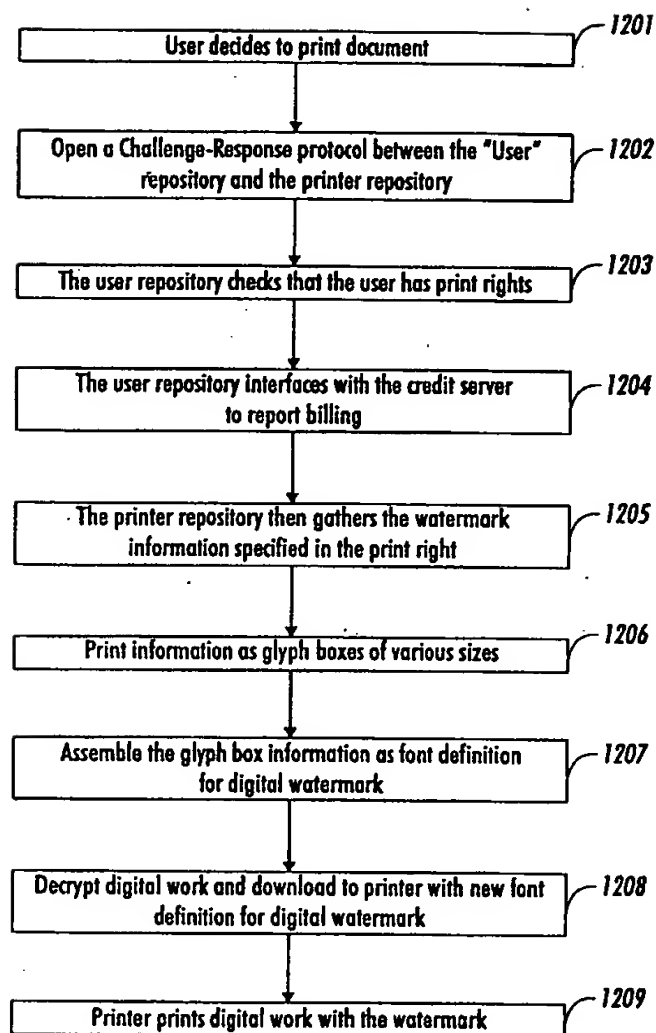 1201
User decides to print document
1202
Open a Challenge-Response protocol between the "User"
repository and the printer repository
1203
The user repository checks that the user has print rights
1204
The user repository interfaces with the credit server
to report billing
1205
The printer repository then gathers the watermark
information specified in the print right
1206
Print information as glyph boxes of various sizes
1207
Assemble the glyph box information as font definition
for digital watermark
1208
Decrypt digital work and download to printer with new font
definition for digital watermark
1209
Printer prints digital work with the watermark